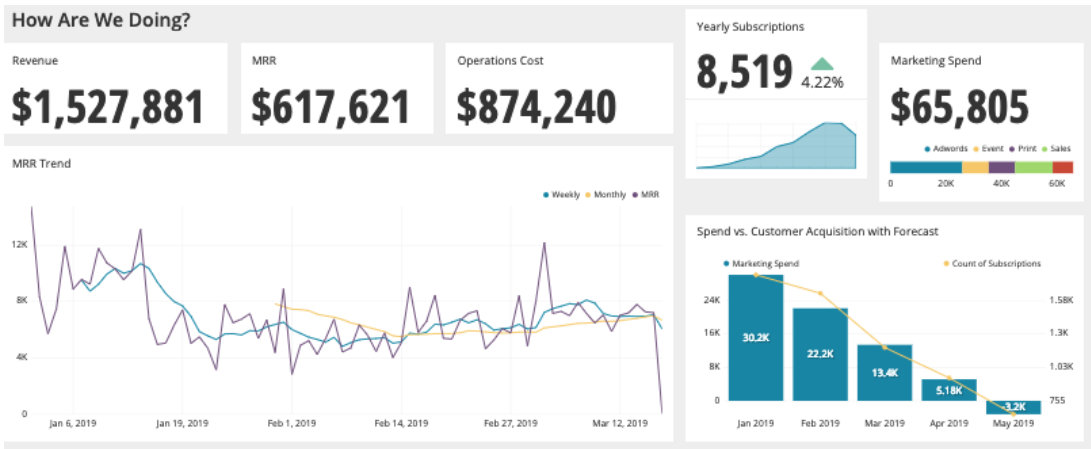 How Are We Doing?
Revenue
$1,527,881
MRR
$617,621
Operations Cost
$874,240
Yearly Subscriptions
8,519
4.22%
Marketing Spend
$65,805
Adwords Event Print Sales
0 20K 40K 60K
MRR Trend
Weekly Monthly MRR
12K
8K
4K
0
Jan 6, 2019 Jan 19, 2019 Feb 1, 2019 Feb 14, 2019 Feb 27, 2019 Mar 12, 2019
Spend vs. Customer Acquisition with Forecast
Marketing Spend Count of Subscriptions
24K 1.58K
16K 1.3K
8K 1.03K
0 755
30.2K
22.2K
13.4K
5.18K
-3.2K
Jan 2019 Feb 2019 Mar 2019 Apr 2019 May 2019